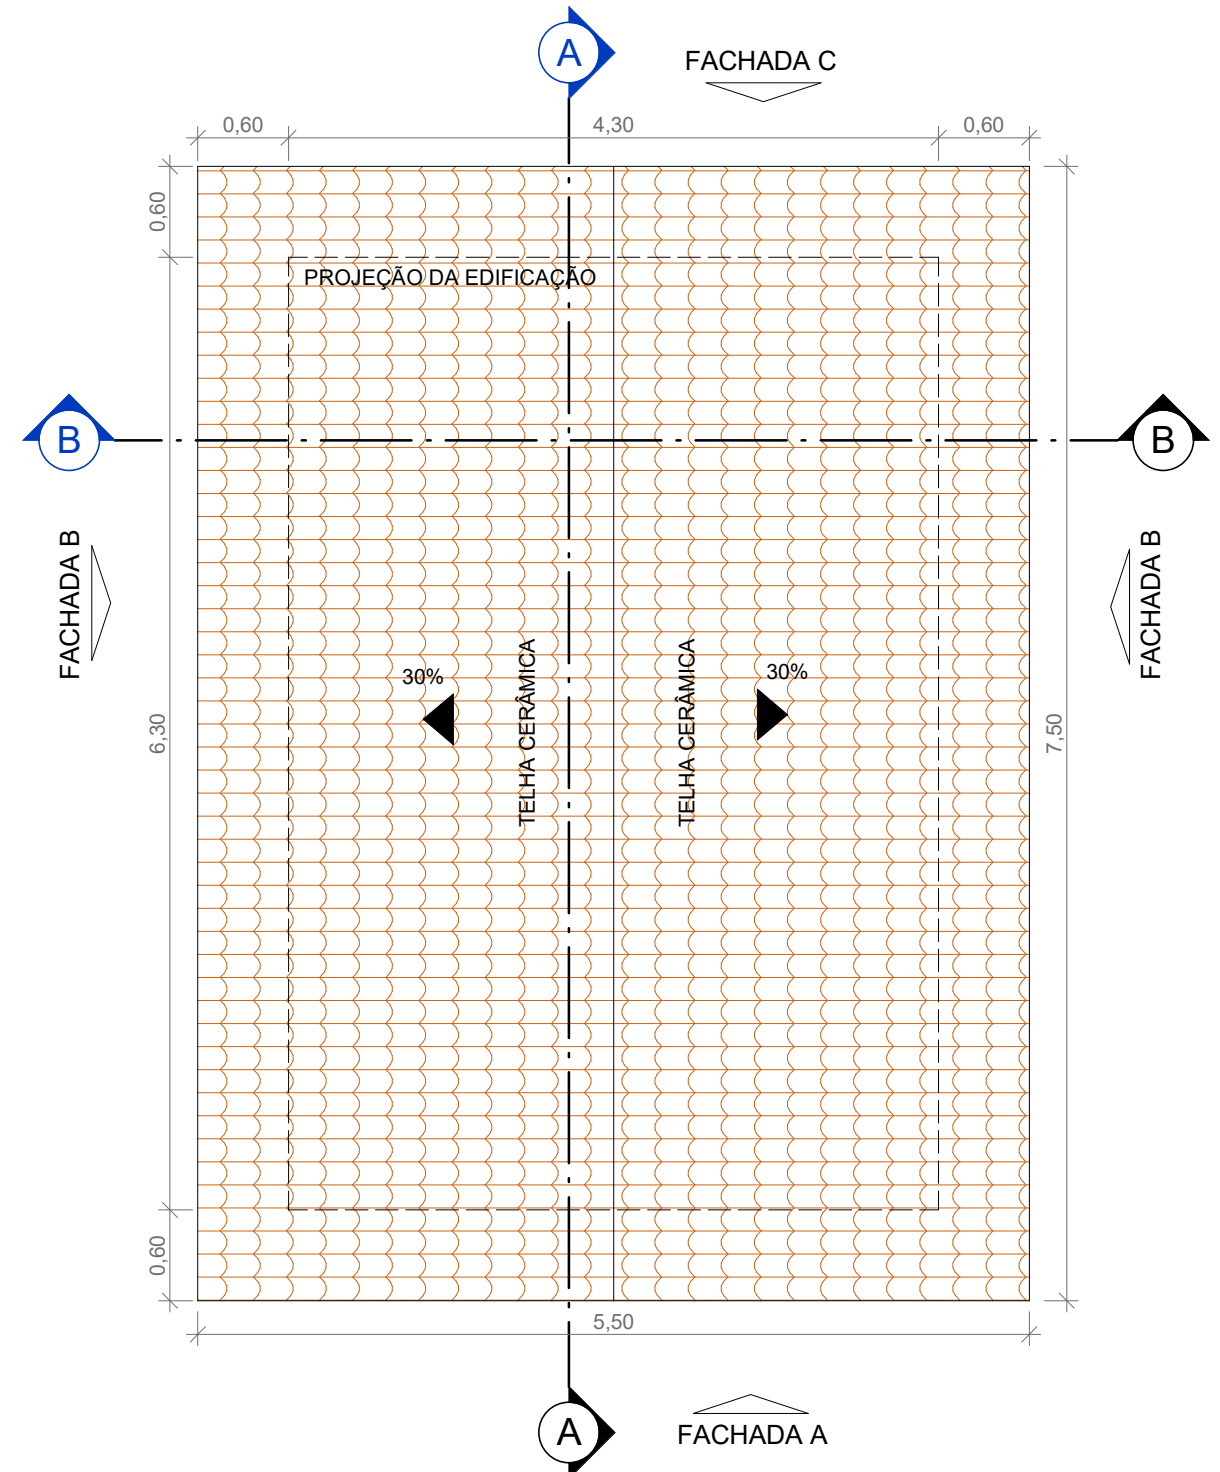 A
FACHADA C
0,60
4,30
0,60
0,60
PROJEÇÃO DA EDIFICAÇÃO
B
B
FACHADA B
FACHADA B
30%
30%
TELHA CERÂMICA
TELHA CERÂMICA
6,30
7,50
0,60
5,50
A
FACHADA A